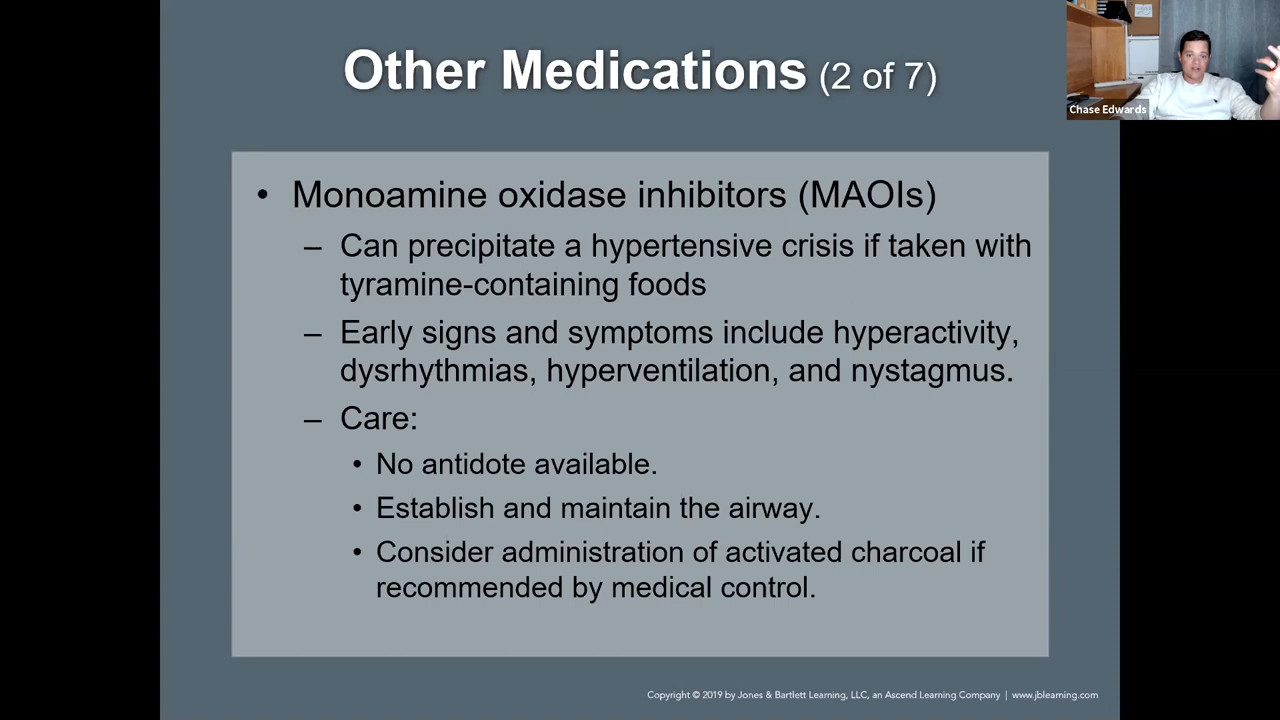 Other Medications (2 of 7)
Chase Edwards
• Monoamine oxidase inhibitors (MAOIs)
– Can precipitate a hypertensive crisis if taken with
tyramine-containing foods
– Early signs and symptoms include hyperactivity,
dysrhythmias, hyperventilation, and nystagmus.
– Care:
• No antidote available.
• Establish and maintain the airway.
• Consider administration of activated charcoal if
recommended by medical control.
Copyright © 2019 by Jones & Bartlett Learning, LLC, an Ascend Learning Company | www.jblearning.com